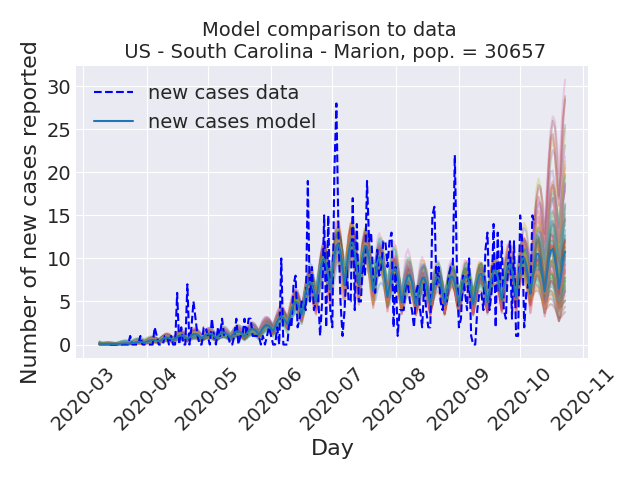 Model comparison to data
US - South Carolina - Marion, pop. = 30657
Number of new cases reported
30
25
20
15
10
5
0
new cases data
new cases model
2020-03
2020-04
2020-05
2020-06
2020-07
2020-08
2020-09
2020-10
2020-11
Day